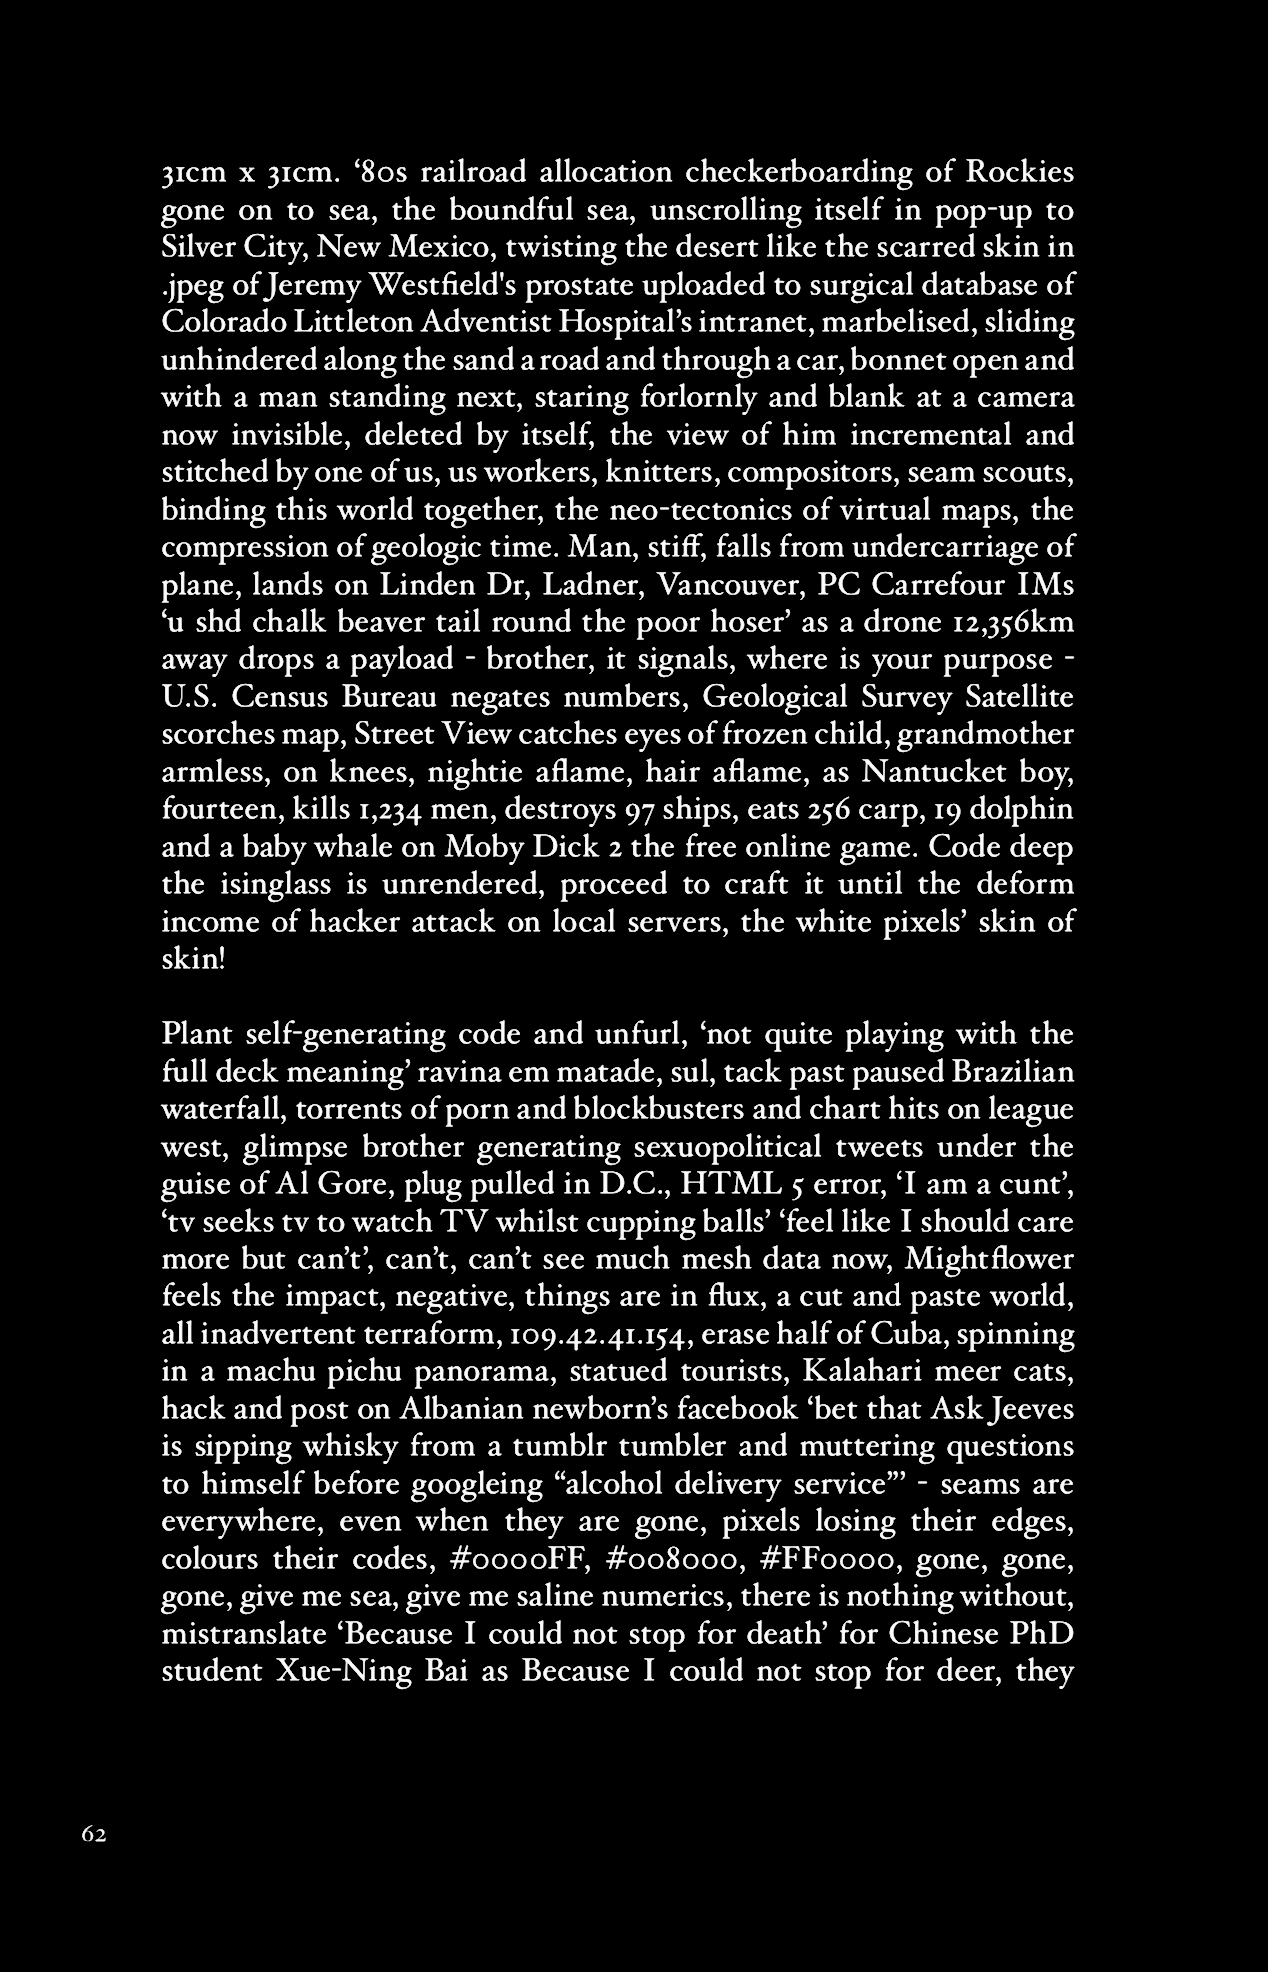 31cm x 31cm. ‘80s railroad allocation checkerboarding of Rockies
gone on to sea, the boundful sea, unscrolling itself in pop-up to
Silver City, New Mexico, twisting the desert like the scarred skin in
.jpeg of Jeremy Westfield's prostate uploaded to surgical database of
Colorado Littleton Adventist Hospital’s intranet, marbelised, sliding
unhindered along the sand a road and through a car, bonnet open and
with a man standing next, staring forlornly and blank at a camera
now invisible, deleted by itself, the view of him incremental and
stitched by one of us, us workers, knitters, compositors, seam scouts,
binding this world together, the neo-tectonics of virtual maps, the
compression of geologic time. Man, stiff, falls from undercarriage of
plane, lands on Linden Dr, Ladner, Vancouver, PC Carrefour IMs
‘u shd chalk beaver tail round the poor hoser’ as a drone 12,356km
away drops a payload - brother, it signals, where is your purpose -
U.S. Census Bureau negates numbers, Geological Survey Satellite
scorches map, Street View catches eyes of frozen child, grandmother
armless, on knees, nightie aflame, hair aflame, as Nantucket boy,
fourteen, kills 1,234 men, destroys 97 ships, eats 256 carp, 19 dolphin
and a baby whale on Moby Dick 2 the free online game. Code deep
the isinglass is unrendered, proceed to craft it until the deform
income of hacker attack on local servers, the white pixels’ skin of
skin!
Plant self-generating code and unfurl, ‘not quite playing with the
full deck meaning’ ravina em matade, sul, tack past paused Brazilian
waterfall, torrents of porn and blockbusters and chart hits on league
west, glimpse brother generating sexuopolitical tweets under the
guise of Al Gore, plug pulled in D.C., HTML 5 error, ‘I am a cunt’,
‘tv seeks tv to watch TV whilst cupping balls’ ‘feel like I should care
more but can’t’, can’t, can’t see much mesh data now, Mightflower
feels the impact, negative, things are in flux, a cut and paste world,
all inadvertent terraform, 109.42.41.154, erase half of Cuba, spinning
in a machu pichu panorama, statued tourists, Kalahari meer cats,
hack and post on Albanian newborn’s facebook ‘bet that Ask Jeeves
is sipping whisky from a tumblr tumbler and muttering questions
to himself before googleing “alcohol delivery service”’ - seams are
everywhere, even when they are gone, pixels losing their edges,
colours their codes, #0000FF, #008000, #FF0000, gone, gone,
gone, give me sea, give me saline numerics, there is nothing without,
mistranslate ‘Because I could not stop for death’ for Chinese PhD
student Xue-Ning Bai as Because I could not stop for deer, they
62